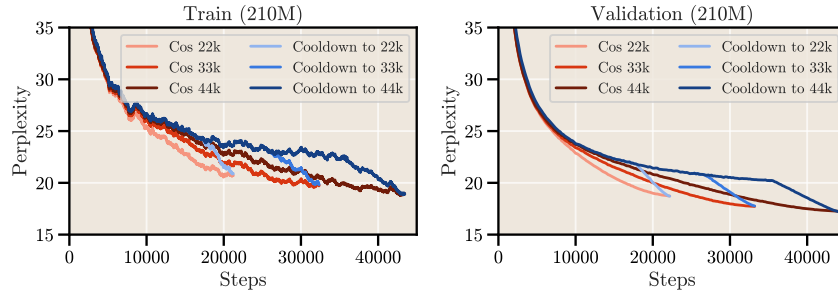 Train (210M)
35
30
25
20
15
Perplexity
Cos 22k
Cos 33k
Cos 44k
Cooldown to 22k
Cooldown to 33k
Cooldown to 44k
0 10000 20000 30000 40000
Steps
Validation (210M)
35
30
25
20
15
Perplexity
Cos 22k
Cos 33k
Cos 44k
Cooldown to 22k
Cooldown to 33k
Cooldown to 44k
0 10000 20000 30000 40000
Steps